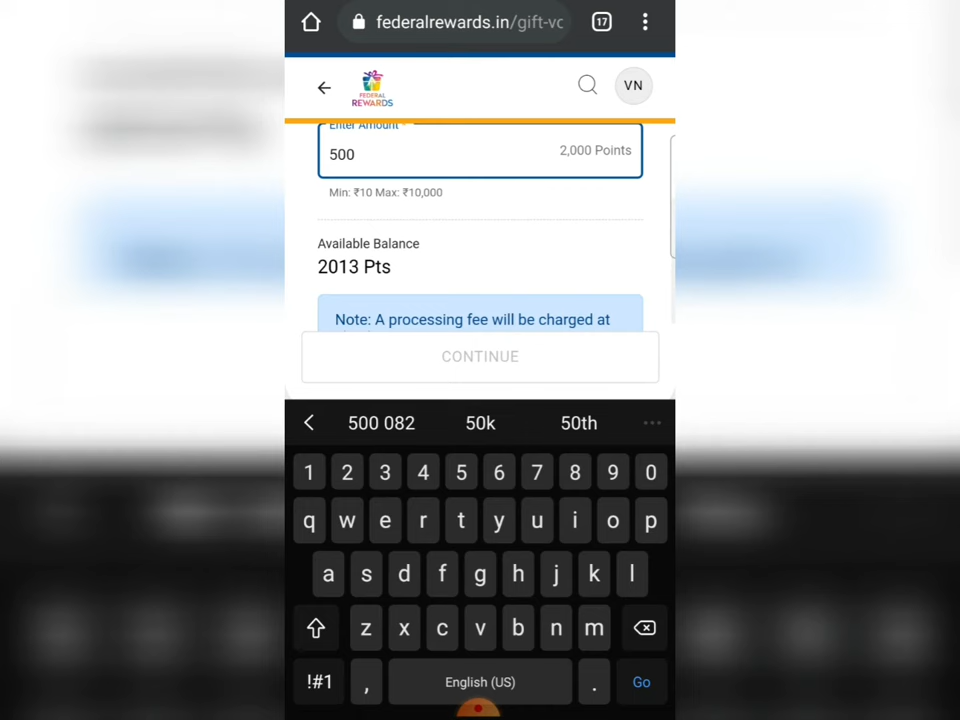 federalrewards.in/gift-vc
17
FEDERAL
REWARDS
VN
Enter Amount
500
2,000 Points
Min: ₹10 Max: ₹10,000
Available Balance
2013 Pts
Note: A processing fee will be charged at
CONTINUE
500 082 50k 50th
1 2 3 4 5 6 7 8 9 0
q w e r t y u i o p
a s d f g h j k l
z x c v b n m
!#1 , English (US) . Go